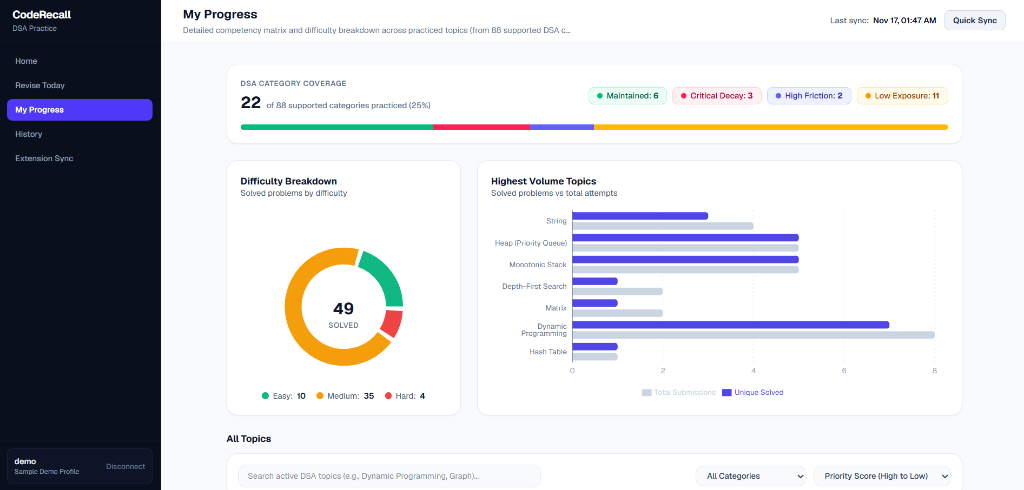 CodeRecall
DSA Practice
Home
Revise Today
My Progress
History
Extension Sync
demo
Sample Demo Profile
Disconnect
My Progress
Detailed competency matrix and difficulty breakdown across practiced topics (from 88 supported DSA c...
Last sync: Nov 17, 01:47 AM
Quick Sync
DSA CATEGORY COVERAGE
22 of 88 supported categories practiced (25%)
Maintained: 6
Critical Decay: 3
High Friction: 2
Low Exposure: 11
Difficulty Breakdown
Solved problems by difficulty
49
SOLVED
Easy: 10
Medium: 35
Hard: 4
Highest Volume Topics
Solved problems vs total attempts
String
Heap (Priority Queue)
Monotonic Stack
Depth-First Search
Matrix
Dynamic
Programming
Hash Table
0 2 4 6 8
Total Submissions
Unique Solved
All Topics
Search active DSA topics (e.g., Dynamic Programming, Graph)...
All Categories
Priority Score (High to Low)